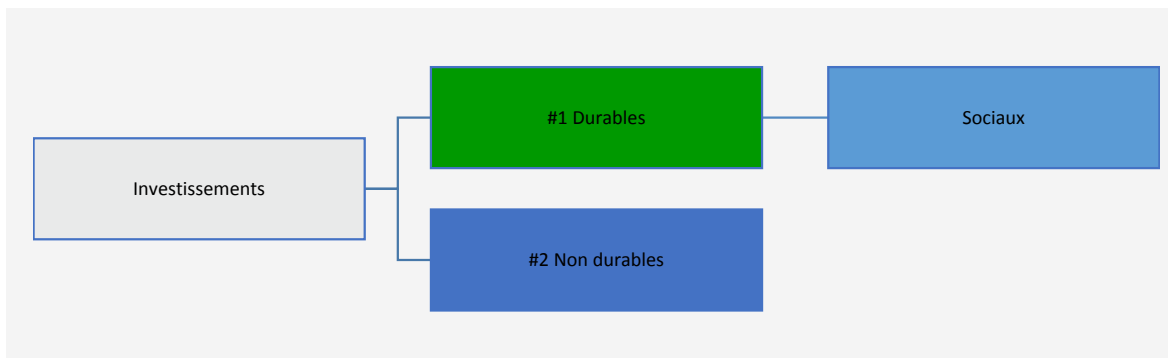 #1 Durables
Sociaux
Investissements
#2 Non durables